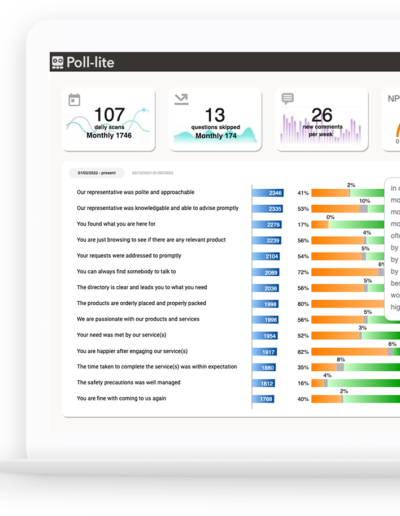 Poll-lite
107
daily scans
Monthly 1746
13
questions skipped
Monthly 174
26
new comments
per week
NP
01/02/2022 - present
Our representative was polite and approachable 2346 41% 2%
Our representative was knowledgable and able to advise promptly 2335 53% 10%
You found what you are here for 2279 17% 0%
You are just browsing to see if there are any relevant product 2239 56% 4%
Your requests were addressed to promptly 2104 54% 5%
You can always find somebody to talk to 2089 72% 6
The directory is clear and leads you to what you need 2036 56% 5%
The products are orderly placed and properly packed 1998 80%
We are passionate with our products and services 1996 56% 5%
Your need was met by our service(s) 1954 52% 3%
You are happier after engaging our service(s) 1917 82% 6%
The time taken to complete the service(s) was within expectation 1880 35% 8%
The safety precautions was well managed 1812 16% 4%
You are fine with coming to us again 1768 40% 2%
in
mo
mo
mo
ofte
by
by
by
be
wo
hig